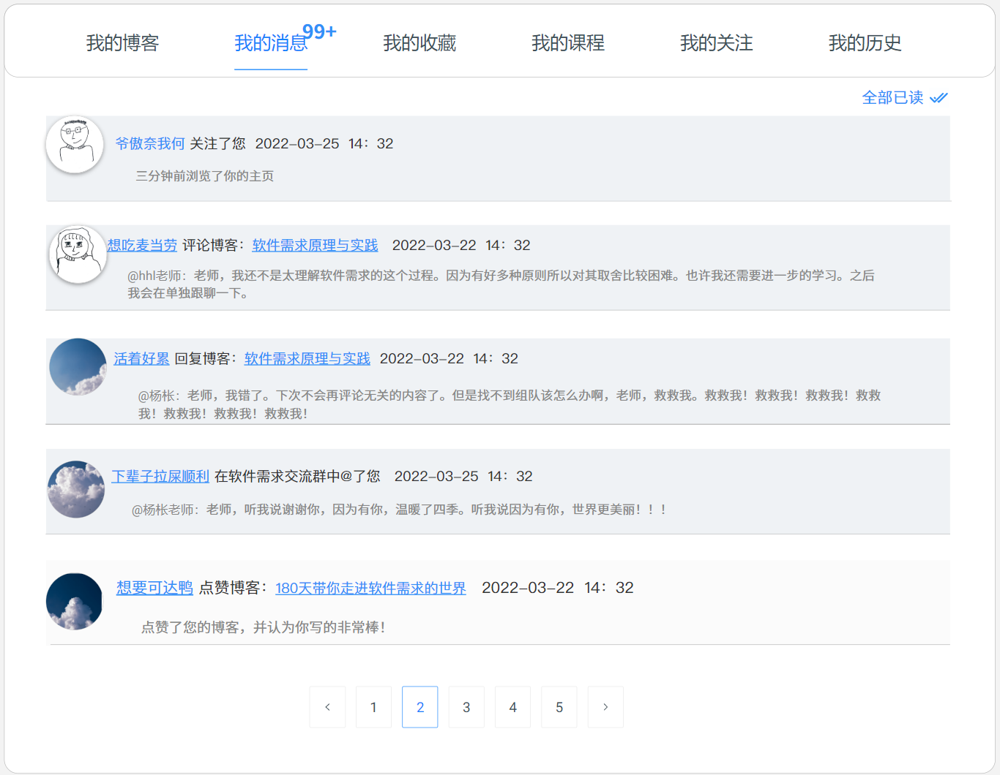 我的博客 我的消息 99+ 我的收藏 我的课程 我的关注 我的历史
全部已读
爷傲奈我何 关注了您 2022-03-25 14：32
三分钟前浏览了你的主页
想吃麦当劳 评论博客：软件需求原理与实践 2022-03-22 14：32
@hhl老师：老师，我还不是太理解软件需求的这个过程。因为有好多种原则所以对其取舍比较困难。也许我还需要进一步的学习。之后
我会在单独跟聊一下。
活着好累 回复博客：软件需求原理与实践 2022-03-22 14：32
@杨枨：老师，我错了。下次不会再评论无关的内容了。但是找不到组队该怎么办啊，老师，救救我。救救我！救救我！救救我！救救
我！救救我！救救我！救救我！
下辈子拉屎顺利 在软件需求交流群中@了您 2022-03-25 14：32
@杨枨老师：老师，听我说谢谢你，因为有你，温暖了四季。听我说因为有你，世界更美丽！！！
想要可达鸭 点赞博客：180天带你走进软件需求的世界 2022-03-22 14：32
点赞了您的博客，并认为你写的非常棒！
< 1 2 3 4 5 >